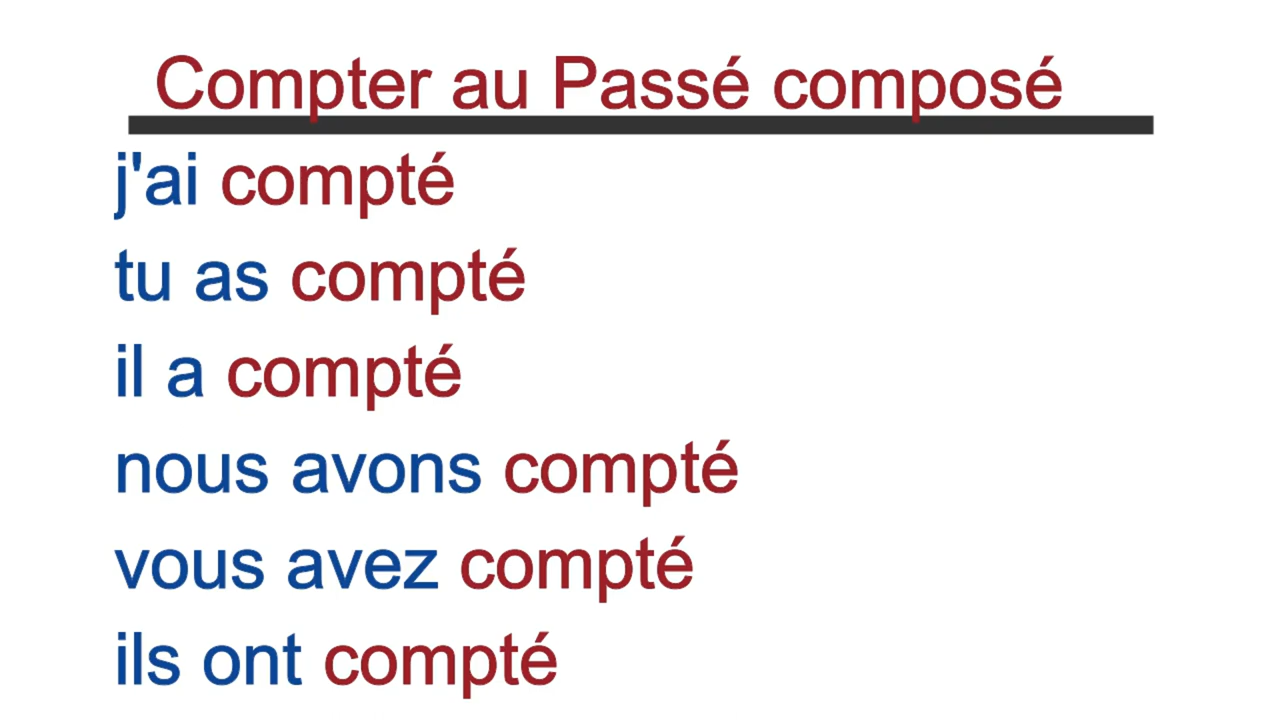 Compter au Passé composé
j'ai compté
tu as compté
il a compté
nous avons compté
vous avez compté
ils ont compté